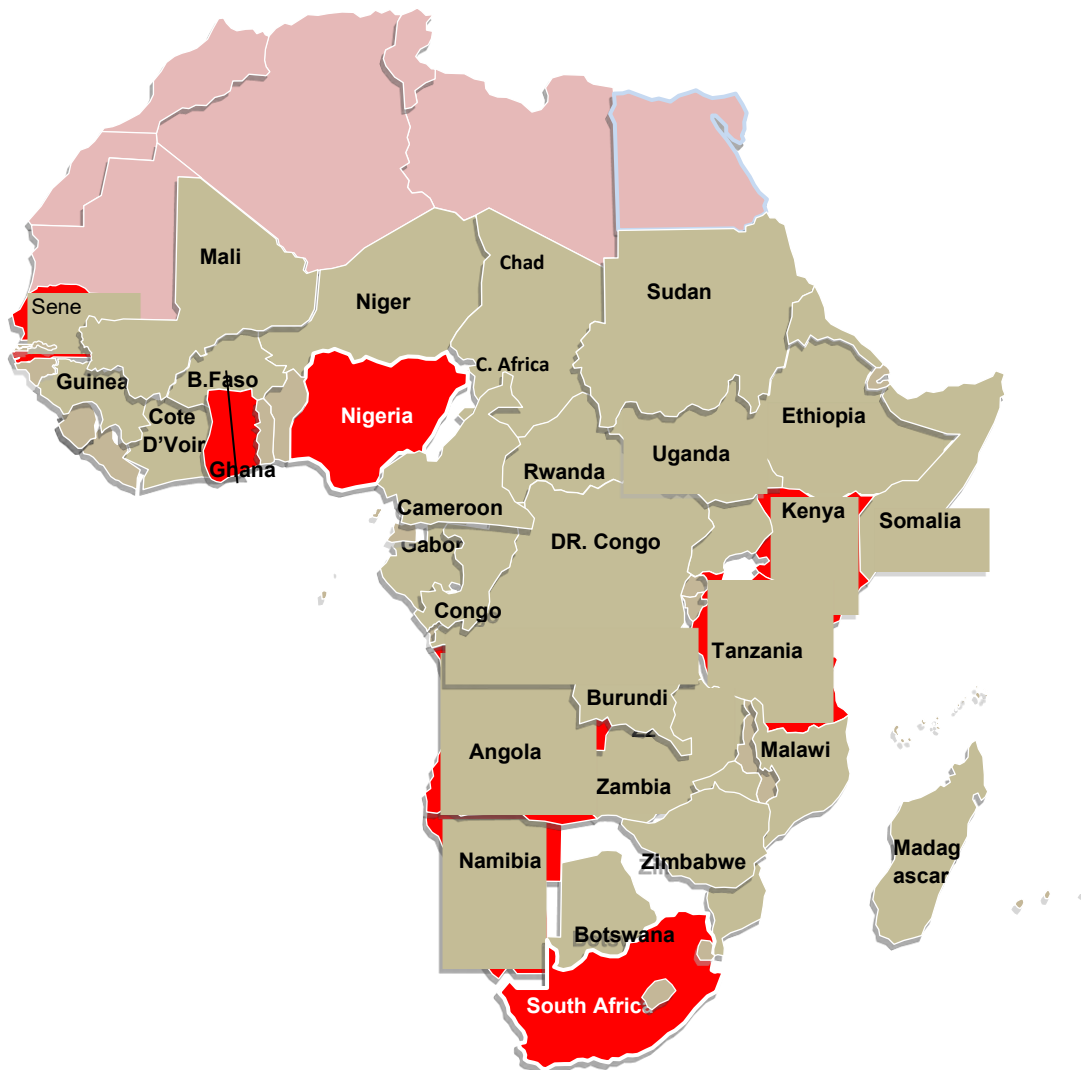 Mali
Chad
Niger
Sudan
Sene
C. Africa
Guinea
B.Faso
Cote
D'Voir
Nigeria
Ethiopia
Ghana
Rwanda
Uganda
Cameroon
Kenya
Somalia
Gabon
DR. Congo
Congo
Tanzania
Burundi
Angola
Malawi
Zambia
Namibia
Zimbabwe
Madag
ascar
Botswana
South Africa